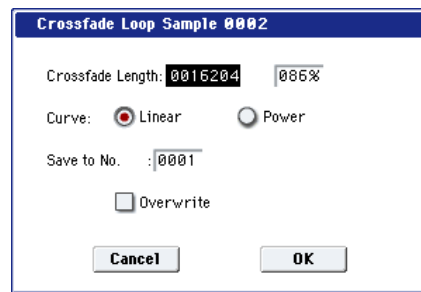 Crossfade Loop Sample 0002
Crossfade Length: 0016204 086%
Curve: Linear Power
Save to No. :0001
Overwrite
Cancel OK